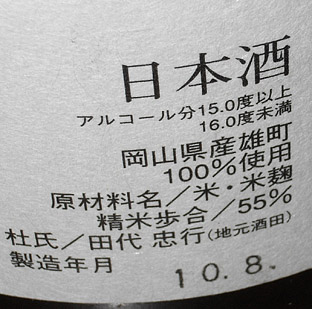 日本酒
アルコール分15.0度以上
16.0度未満
岡山県産雄町
100%使用
原材料名／米・米麹
精米歩合／55%
杜氏／田代 忠行(地元酒田)
製造年月
10.8.